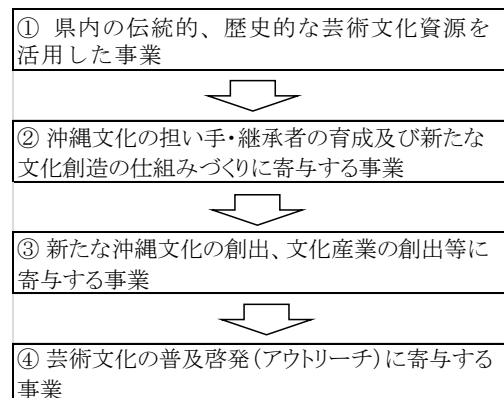 ① 県内の伝統的、歴史的な芸術文化資源を
活用した事業
② 沖縄文化の担い手・継承者の育成及び新たな
文化創造の仕組みづくりに寄与する事業
③ 新たな沖縄文化の創出、文化産業の創出等に
寄与する事業
④ 芸術文化の普及啓発(アウトリーチ)に寄与する
事業